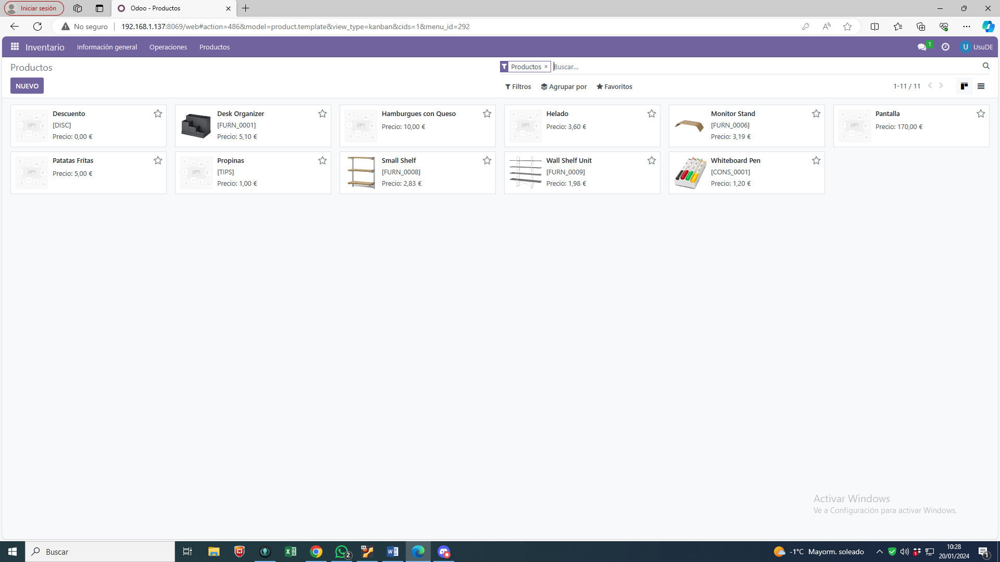 Iniciar sesión
Odoo - Productos
No seguro
192.168.1.137:8069/web#action=486&model=product.template&view_type=kanban&cids=1&menu_id=292
Inventario
Información general
Operaciones
Productos
1
U UsuDE
Productos
Productos ×
Buscar...
NUEVO
Filtros
Agrupar por
Favoritos
1-11 / 11
Descuento
[DISC]
Precio: 0,00 €
Desk Organizer
[FURN_0001]
Precio: 5,10 €
Hamburgues con Queso
Precio: 10,00 €
Helado
Precio: 3,60 €
Monitor Stand
[FURN_0006]
Precio: 3,19 €
Pantalla
Precio: 170,00 €
Patatas Fritas
Precio: 5,00 €
Propinas
[TIPS]
Precio: 1,00 €
Small Shelf
[FURN_0008]
Precio: 2,83 €
Wall Shelf Unit
[FURN_0009]
Precio: 1,98 €
Whiteboard Pen
[CONS_0001]
Precio: 1,20 €
Activar Windows
Ve a Configuración para activar Windows.
Buscar
2
-1°C Mayorm. soleado
10:28
20/01/2024
1